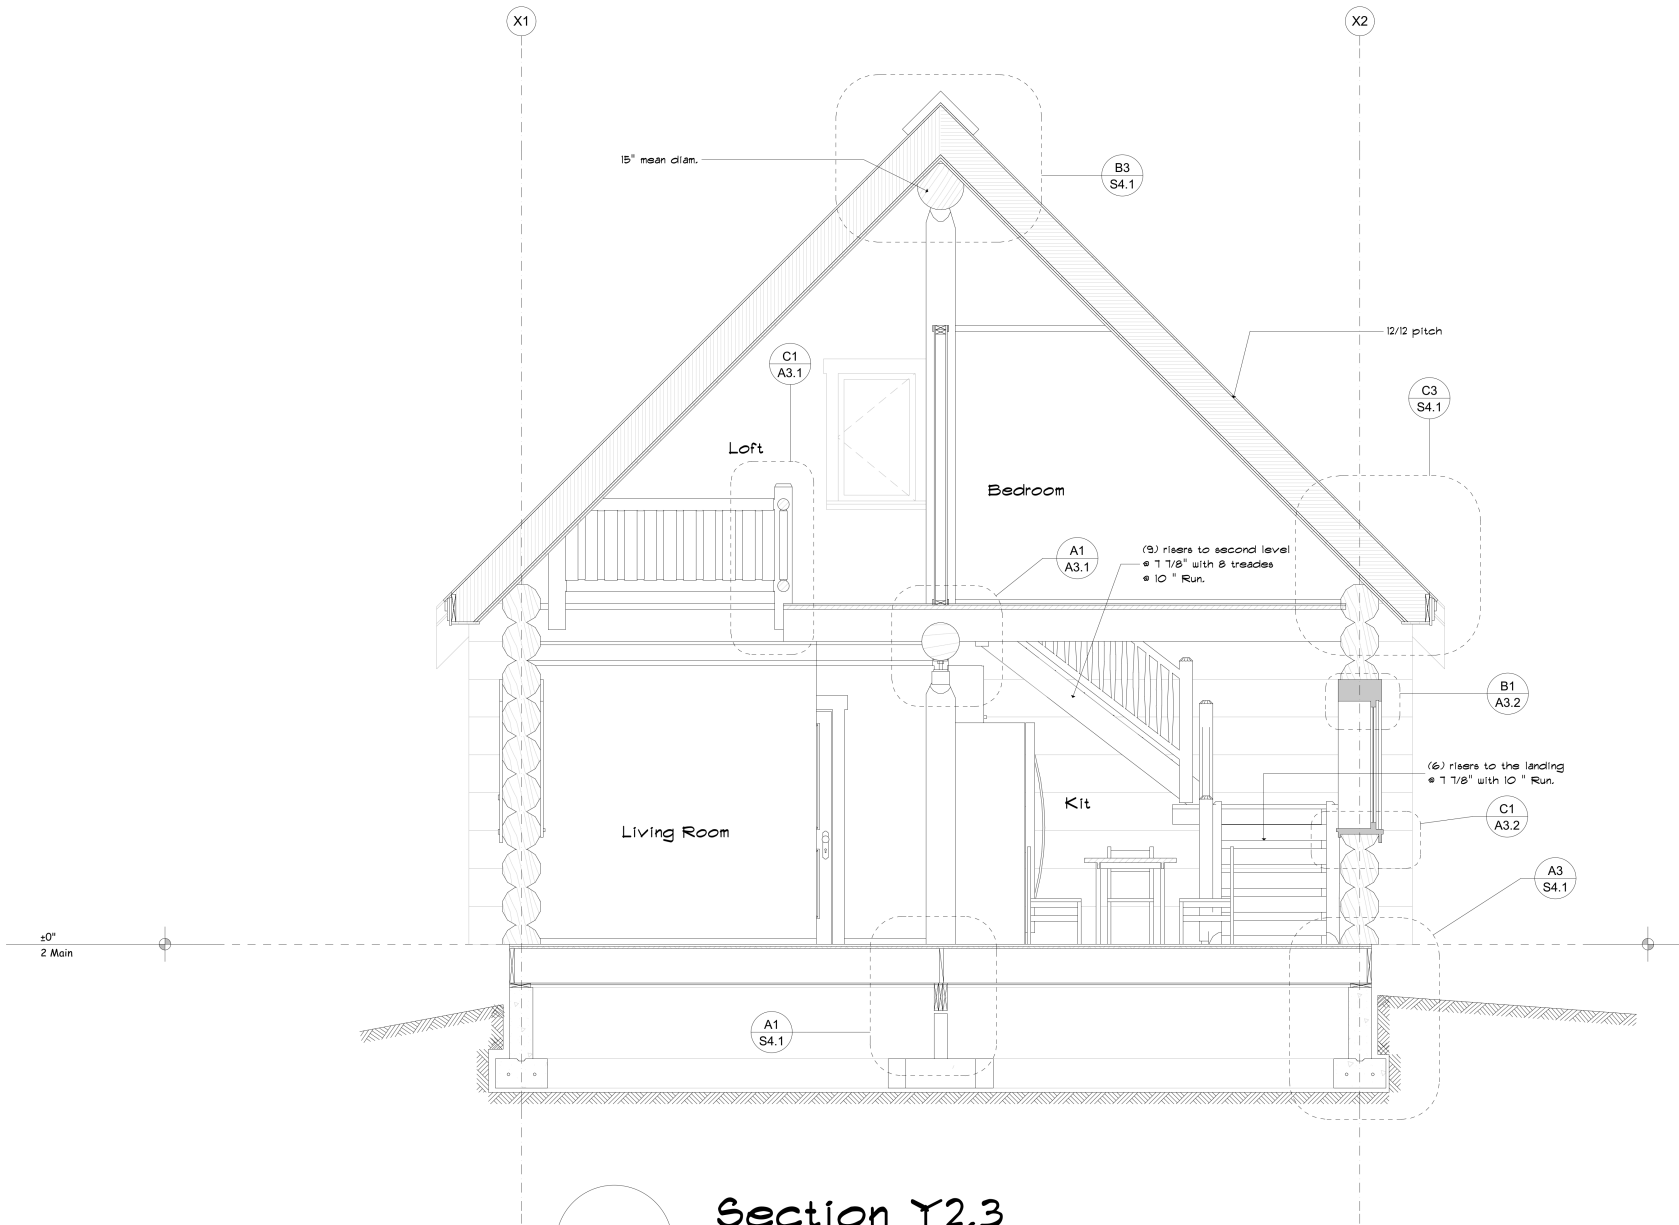 X1
X2
15" mean diam.
B3
S4.1
12/12 pitch
C1
A3.1
C3
S4.1
Loft
Bedroom
A1
A3.1
(9) risers to second level
@ 7 7/8" with 8 treades
@ 10 " Run.
B1
A3.2
(6) risers to the landing
@ 7 7/8" with 10 " Run.
Kit
C1
A3.2
Living Room
A3
S4.1
±0"
2 Main
A1
S4.1
Section Y2.3